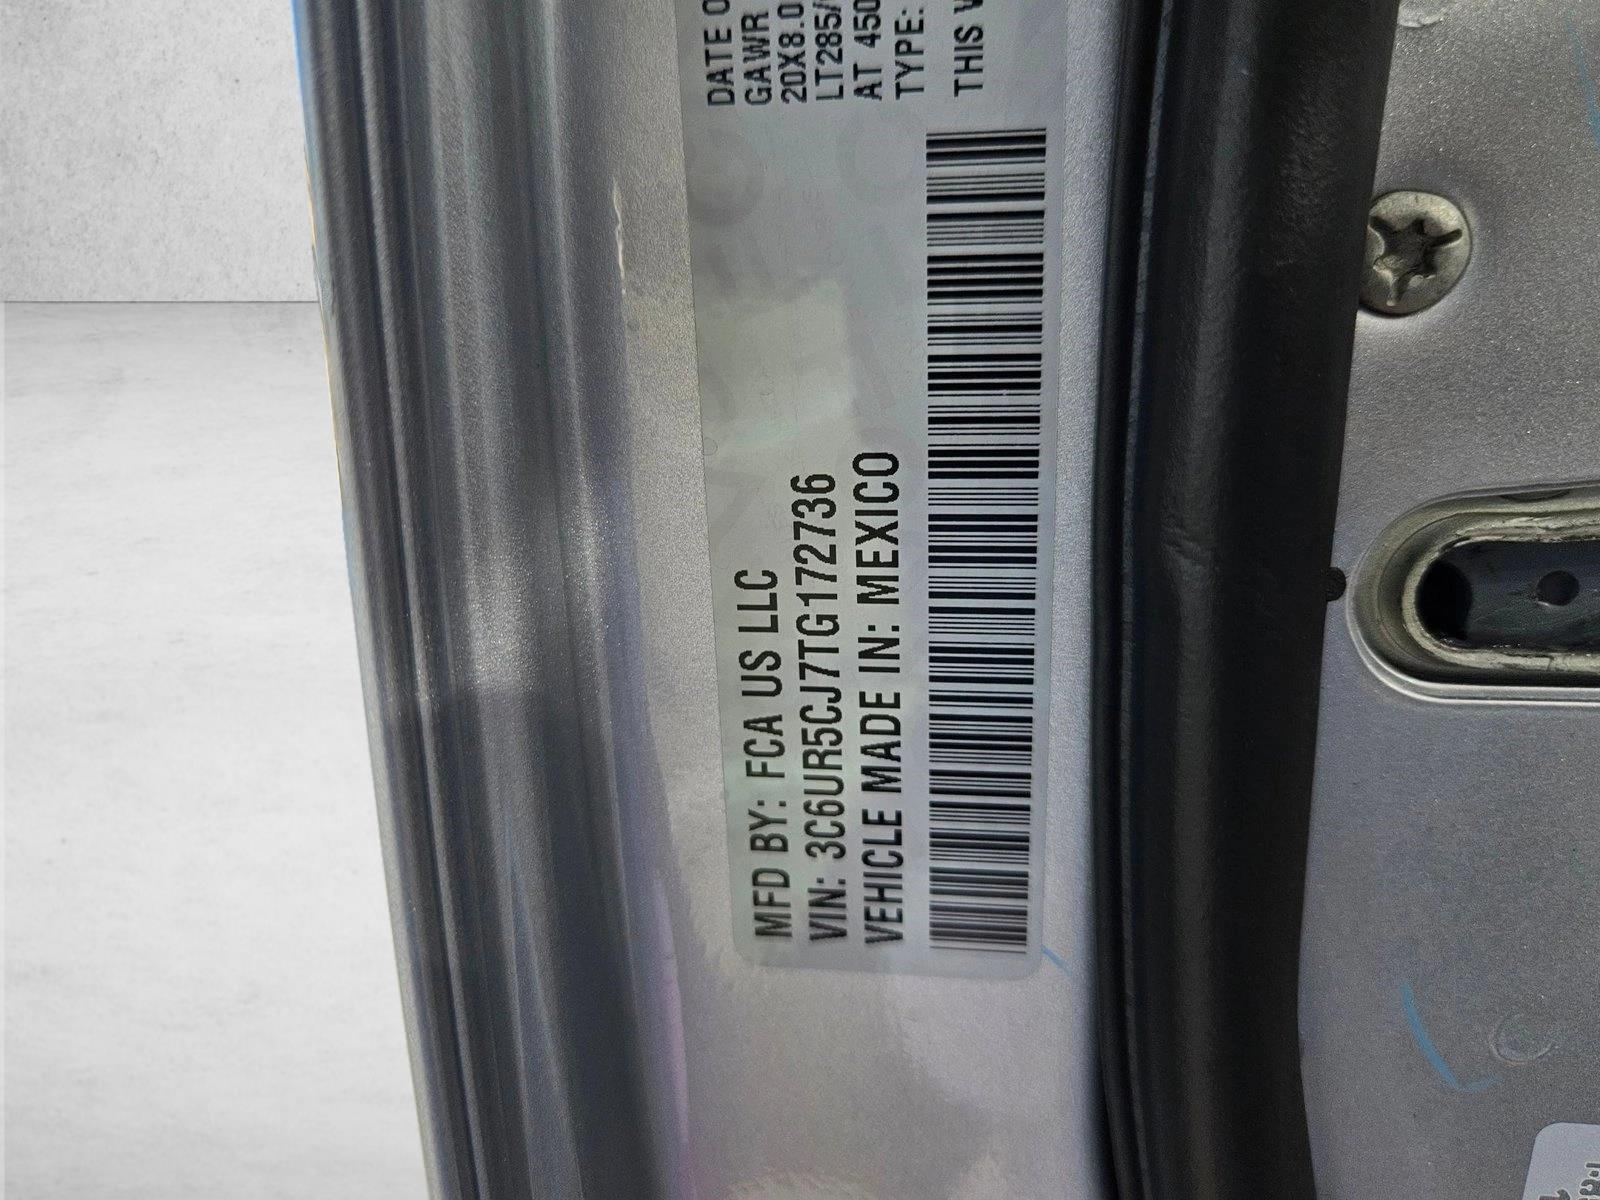 MFD BY: FCA US LLC
VIN: 3C6UR5CJ7TG172736
VEHICLE MADE IN: MEXICO
DATE O
GAWR
20X8.0
LT285/
AT 450
TYPE:
THIS V